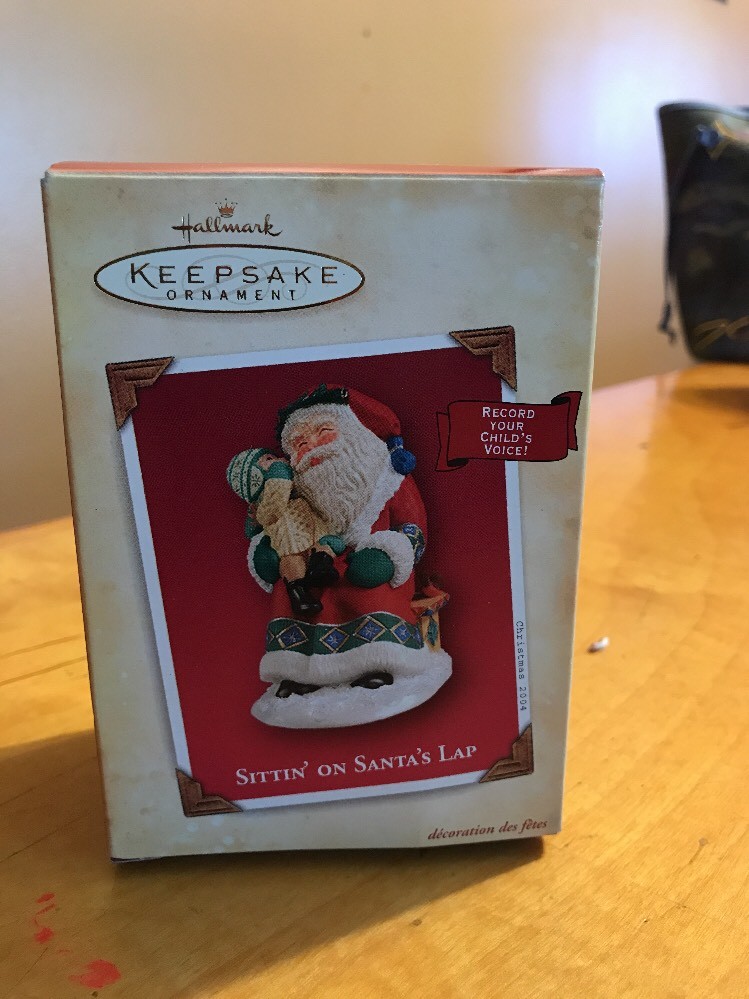 Hallmark
KEEPSAKE
ORNAMENT
RECORD
YOUR
CHILD'S
VOICE!
Christmas 2004
SITTIN' ON SANTA'S LAP
décoration des fêtes